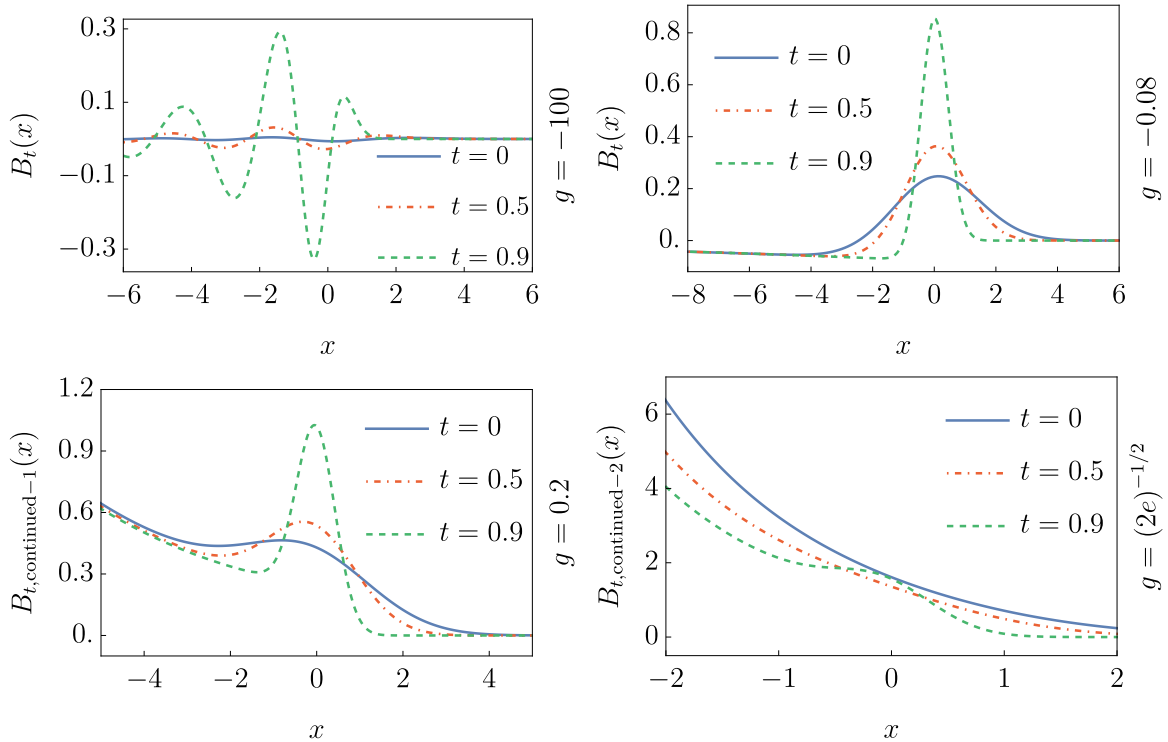 0.3
0.1
−0.1
−0.3
B_t(x)
t = 0
t = 0.5
t = 0.9
g = −100
−6 −4 −2 0 2 4 6
x
0.8
0.6
0.4
0.2
0.
B_t(x)
t = 0
t = 0.5
t = 0.9
g = −0.08
−8 −6 −4 −2 0 2 4 6
x
1.2
0.9
0.6
0.3
0.
B_{t,continued−1}(x)
t = 0
t = 0.5
t = 0.9
g = 0.2
−4 −2 0 2 4
x
6
4
2
0
B_{t,continued−2}(x)
t = 0
t = 0.5
t = 0.9
g = (2e)^{−1/2}
−2 −1 0 1 2
x